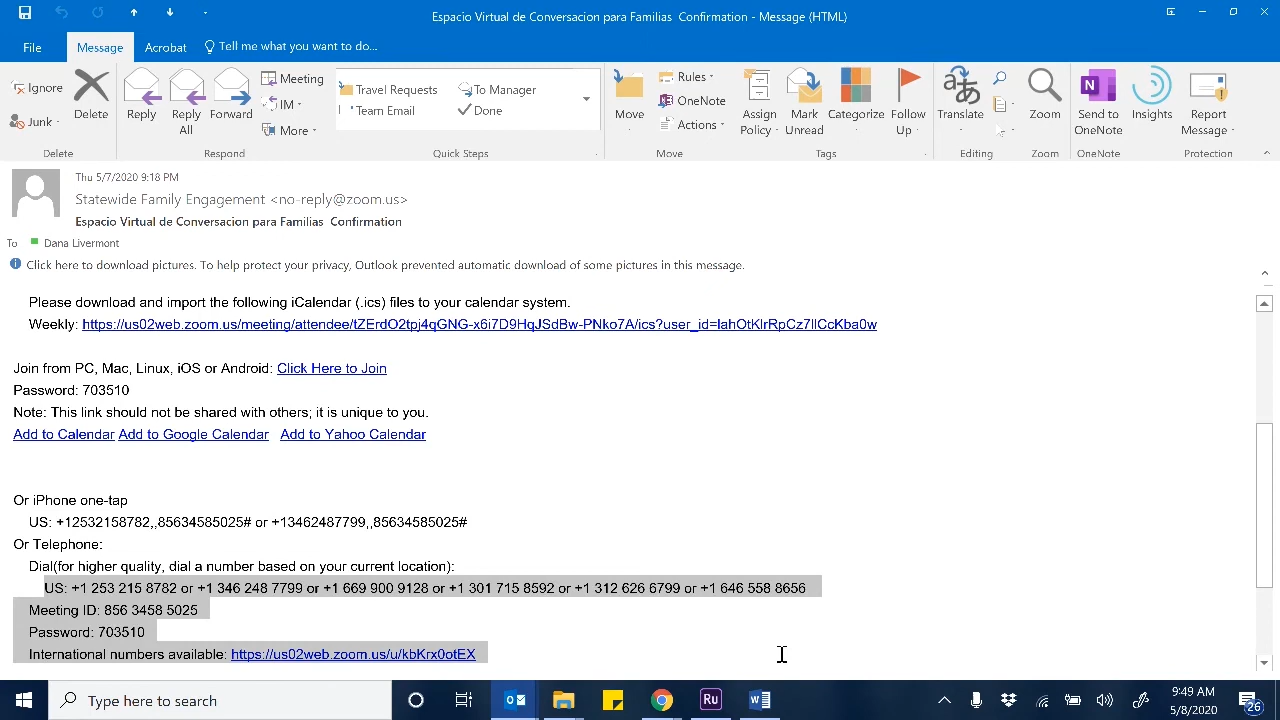 Espacio Virtual de Conversacion para Familias  Confirmation - Message (HTML)
File Message Acrobat Tell me what you want to do...
Ignore
Junk
Delete
Reply
Reply All
Forward
Meeting
IM
More
Travel Requests
Team Email
To Manager
Done
Move
Rules
OneNote
Actions
Assign Policy
Mark Unread
Categorize
Follow Up
Translate
Zoom
Send to OneNote
Insights
Report Message
Delete Respond Quick Steps Move Tags Editing Zoom OneNote Protection
Thu 5/7/2020 9:18 PM
Statewide Family Engagement <no-reply@zoom.us>
Espacio Virtual de Conversacion para Familias  Confirmation
To Dana Livermont
Click here to download pictures. To help protect your privacy, Outlook prevented automatic download of some pictures in this message.
Please download and import the following iCalendar (.ics) files to your calendar system.
Weekly: https://us02web.zoom.us/meeting/attendee/tZErdO2tpj4qGNG-x6i7D9HqJSdBw-PNko7A/ics?user_id=lahOtKlrRpCz7llCcKba0w
Join from PC, Mac, Linux, iOS or Android: Click Here to Join
Password: 703510
Note: This link should not be shared with others; it is unique to you.
Add to Calendar Add to Google Calendar Add to Yahoo Calendar
Or iPhone one-tap
US: +12532158782,,85634585025# or +13462487799,,85634585025#
Or Telephone:
Dial(for higher quality, dial a number based on your current location):
US: +1 253 215 8782 or +1 346 248 7799 or +1 669 900 9128 or +1 301 715 8592 or +1 312 626 6799 or +1 646 558 8656
Meeting ID: 856 3458 5025
Password: 703510
International numbers available: https://us02web.zoom.us/u/kbKrx0otEX
Type here to search
Ru
9:49 AM
5/8/2020
26